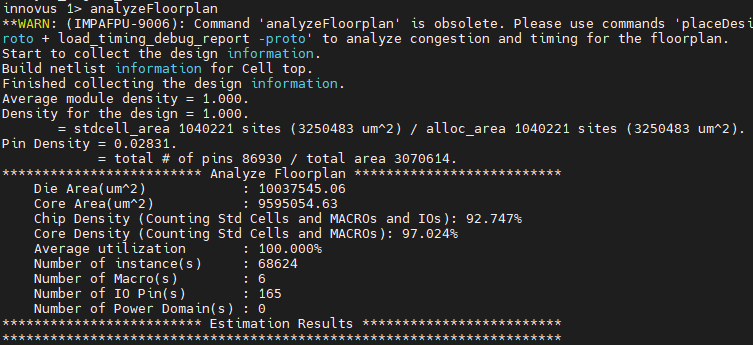 innovus 1> analyzeFloorplan
**WARN: (IMPAFPU-9006): Command 'analyzeFloorplan' is obsolete. Please use commands 'placeDesi
roto + load_timing_debug_report -proto' to analyze congestion and timing for the floorplan.
Start to collect the design information.
Build netlist information for Cell top.
Finished collecting the design information.
Average module density = 1.000.
Density for the design = 1.000.
= stdcell_area 1040221 sites (3250483 um^2) / alloc_area 1040221 sites (3250483 um^2).
Pin Density = 0.02831.
= total # of pins 86930 / total area 3070614.
************************* Analyze Floorplan **************************
Die Area(um^2) : 10037545.06
Core Area(um^2) : 9595054.63
Chip Density (Counting Std Cells and MACROs and IOs): 92.747%
Core Density (Counting Std Cells and MACROs): 97.024%
Average utilization : 100.000%
Number of instance(s) : 68624
Number of Macro(s) : 6
Number of IO Pin(s) : 165
Number of Power Domain(s) : 0
************************* Estimation Results *************************
**********************************************************************